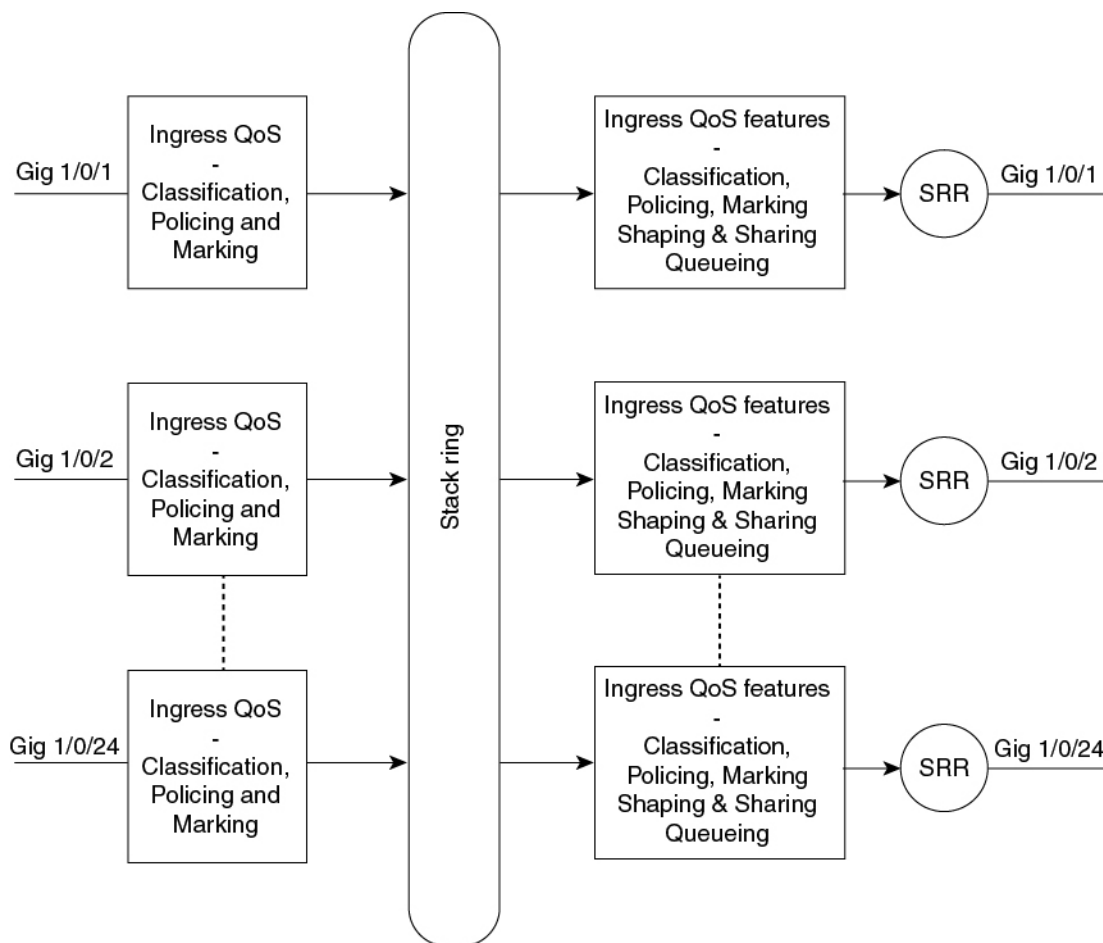 Gig 1/0/1
Ingress QoS
-
Classification,
Policing and
Marking
Ingress QoS features
-
Classification,
Policing, Marking
Shaping & Sharing
Queueing
SRR
Gig 1/0/1
Gig 1/0/2
Ingress QoS
-
Classification,
Policing and
Marking
Stack ring
Ingress QoS features
-
Classification,
Policing, Marking
Shaping & Sharing
Queueing
SRR
Gig 1/0/2
Gig 1/0/24
Ingress QoS
-
Classification,
Policing and
Marking
Ingress QoS features
-
Classification,
Policing, Marking
Shaping & Sharing
Queueing
SRR
Gig 1/0/24